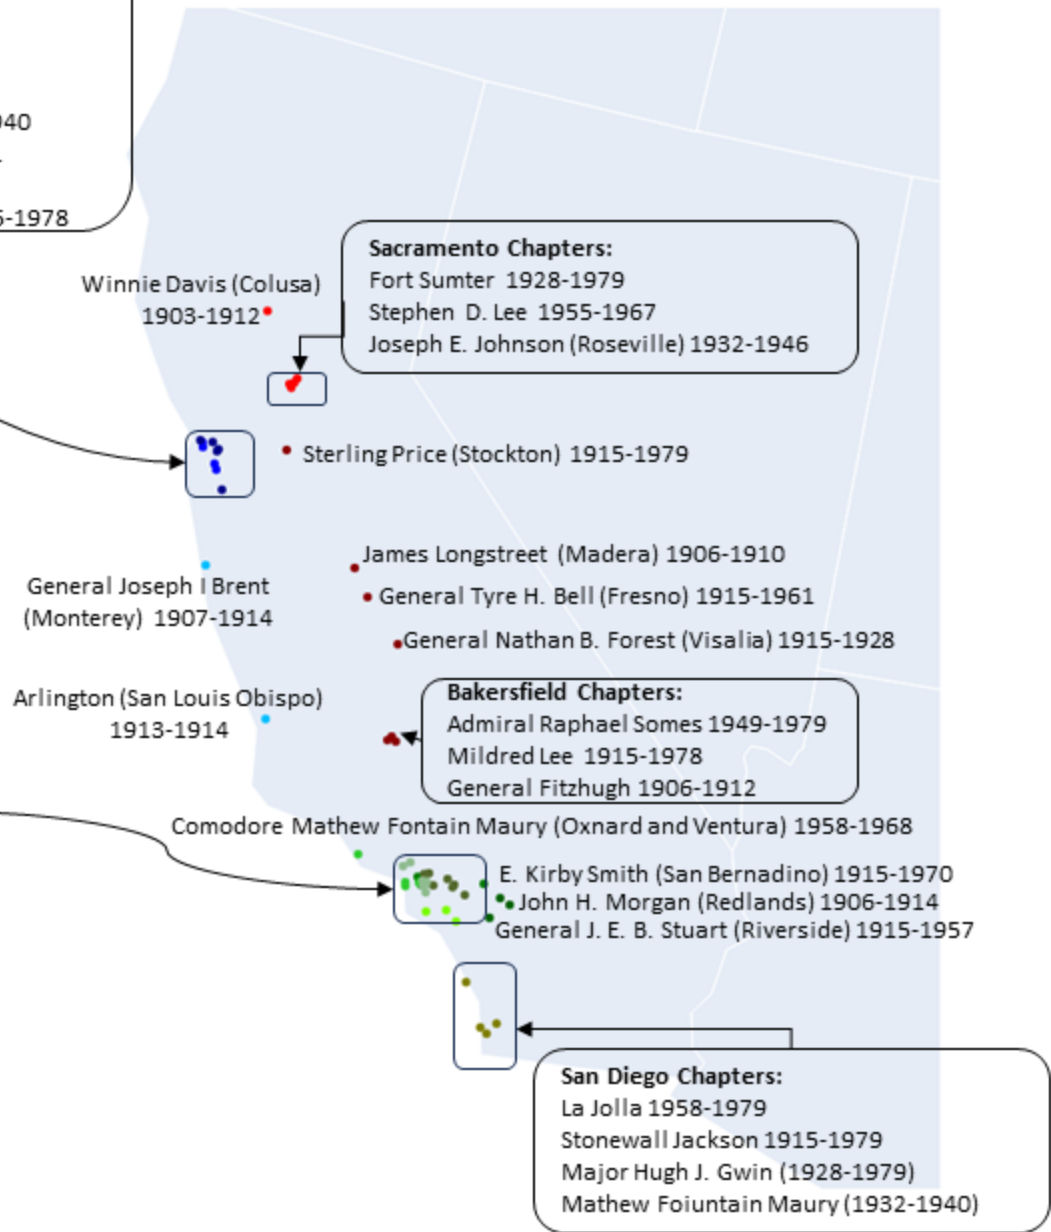 940
5-1978
Sacramento Chapters:
Fort Sumter 1928-1979
Stephen D. Lee 1955-1967
Joseph E. Johnson (Roseville) 1932-1946
Winnie Davis (Colusa)
1903-1912
Sterling Price (Stockton) 1915-1979
James Longstreet (Madera) 1906-1910
General Joseph I Brent
(Monterey) 1907-1914
General Tyre H. Bell (Fresno) 1915-1961
General Nathan B. Forest (Visalia) 1915-1928
Arlington (San Louis Obispo)
1913-1914
Bakersfield Chapters:
Admiral Raphael Somes 1949-1979
Mildred Lee 1915-1978
General Fitzhugh 1906-1912
Comodore Mathew Fontain Maury (Oxnard and Ventura) 1958-1968
E. Kirby Smith (San Bernadino) 1915-1970
John H. Morgan (Redlands) 1906-1914
General J. E. B. Stuart (Riverside) 1915-1957
San Diego Chapters:
La Jolla 1958-1979
Stonewall Jackson 1915-1979
Major Hugh J. Gwin (1928-1979)
Mathew Foiuntain Maury (1932-1940)